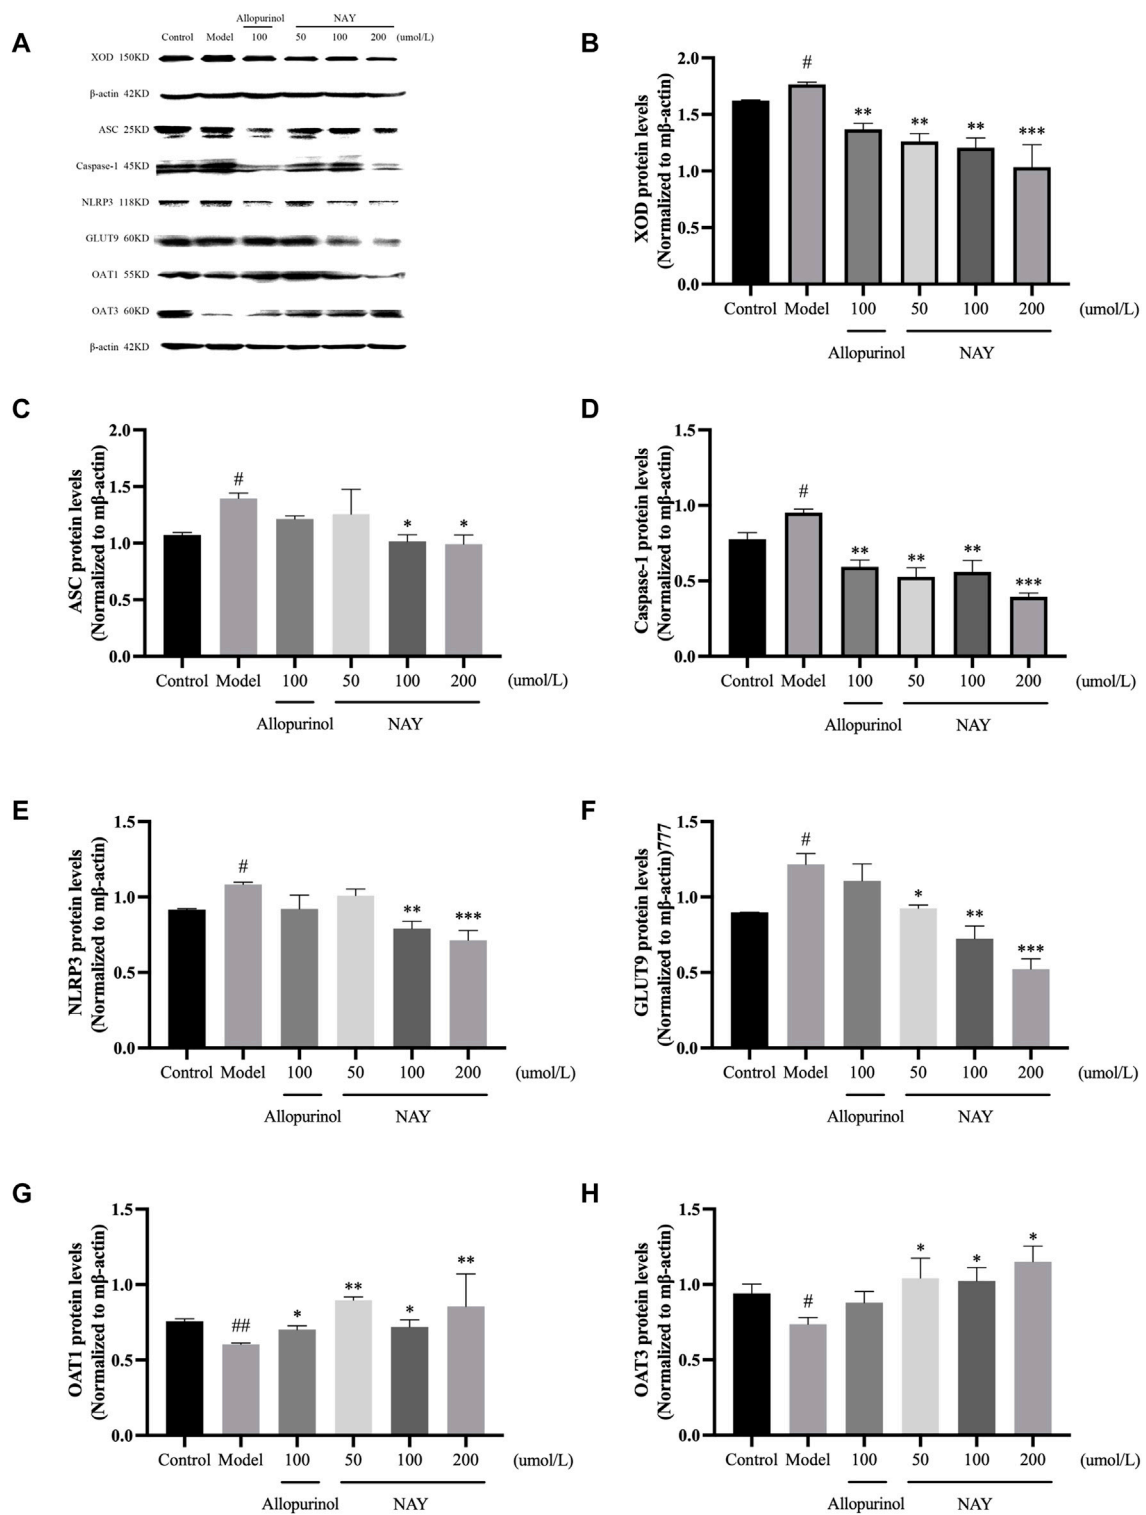 A
Allopurinol NAY
Control Model 100 50 100 200 (umol/L)
XOD 150KD
β-actin 42KD
ASC 25KD
Caspase-1 45KD
NLRP3 118KD
GLUT9 60KD
OAT1 55KD
OAT3 60KD
β-actin 42KD
B
XOD protein levels
(Normalized to mβ-actin)
2.0
1.5
1.0
0.5
0.0
#
**
**
**
***
Control Model 100 50 100 200 (umol/L)
Allopurinol NAY
C
ASC protein levels
(Normalized to mβ-actin)
2.0
1.5
1.0
0.5
0.0
#
*
*
Control Model 100 50 100 200 (umol/L)
Allopurinol NAY
D
Caspase-1 protein levels
(Normalized to mβ-actin)
1.5
1.0
0.5
0.0
#
**
**
**
***
Control Model 100 50 100 200 (umol/L)
Allopurinol NAY
E
NLRP3 protein levels
(Normalized to mβ-actin)
1.5
1.0
0.5
0.0
#
**
***
Control Model 100 50 100 200 (umol/L)
Allopurinol NAY
F
GLUT9 protein levels
(Normalized to mβ-actin)777
1.5
1.0
0.5
0.0
#
*
**
***
Control Model 100 50 100 200 (umol/L)
Allopurinol NAY
G
OAT1 protein levels
(Normalized to mβ-actin)
1.5
1.0
0.5
0.0
##
*
**
*
**
Control Model 100 50 100 200 (umol/L)
Allopurinol NAY
H
OAT3 protein levels
(Normalized to mβ-actin)
1.5
1.0
0.5
0.0
#
*
*
*
Control Model 100 50 100 200 (umol/L)
Allopurinol NAY